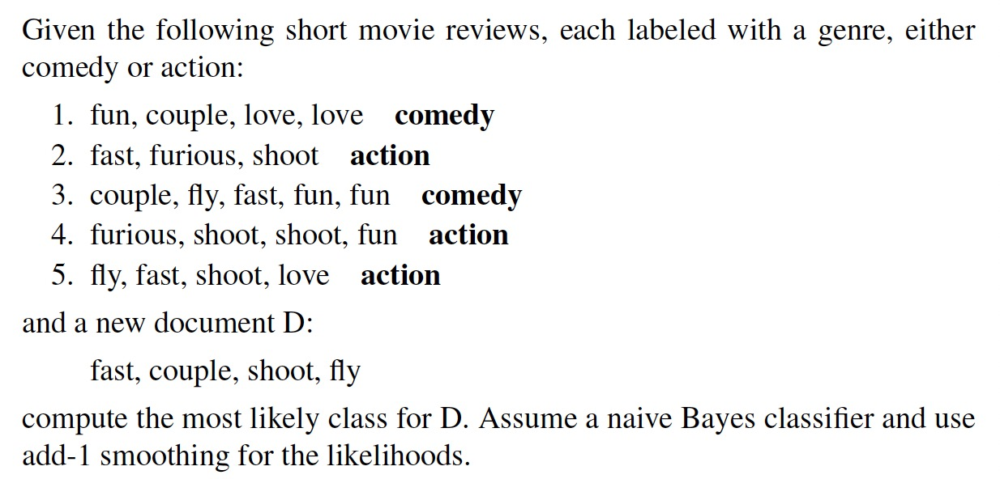 Given the following short movie reviews, each labeled with a genre, either
comedy or action:
1. fun, couple, love, love comedy
2. fast, furious, shoot action
3. couple, fly, fast, fun, fun comedy
4. furious, shoot, shoot, fun action
5. fly, fast, shoot, love action
and a new document D:
fast, couple, shoot, fly
compute the most likely class for D. Assume a naive Bayes classifier and use
add-1 smoothing for the likelihoods.